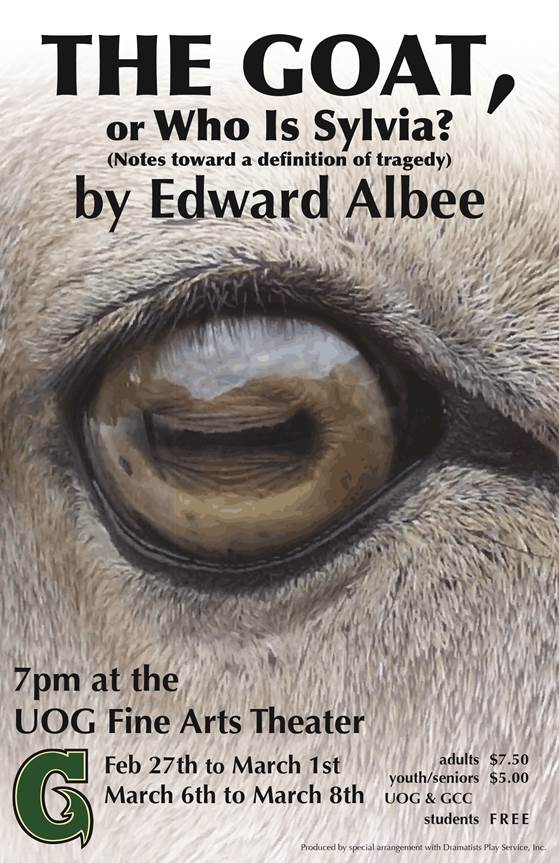 THE GOAT,
or Who Is Sylvia?
(Notes toward a definition of tragedy)
by Edward Albee
7pm at the
UOG Fine Arts Theater
G
Feb 27th to March 1st
March 6th to March 8th
adults $7.50
youth/seniors $5.00
UOG & GCC
students FREE
Produced by special arrangement with Dramatists Play Service, Inc.